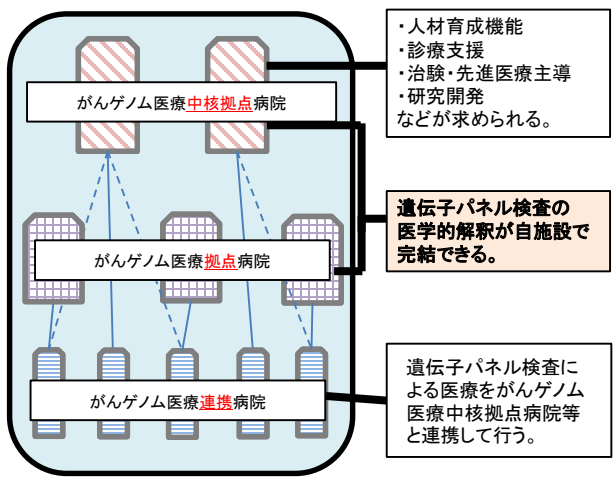 ・人材育成機能
・診療支援
・治験・先進医療主導
・研究開発
などが求められる。
がんゲノム医療中核拠点病院
遺伝子パネル検査の
医学的解釈が自施設で
完結できる。
がんゲノム医療拠点病院
遺伝子パネル検査に
よる医療をがんゲノム
医療中核拠点病院等
と連携して行う。
がんゲノム医療連携病院